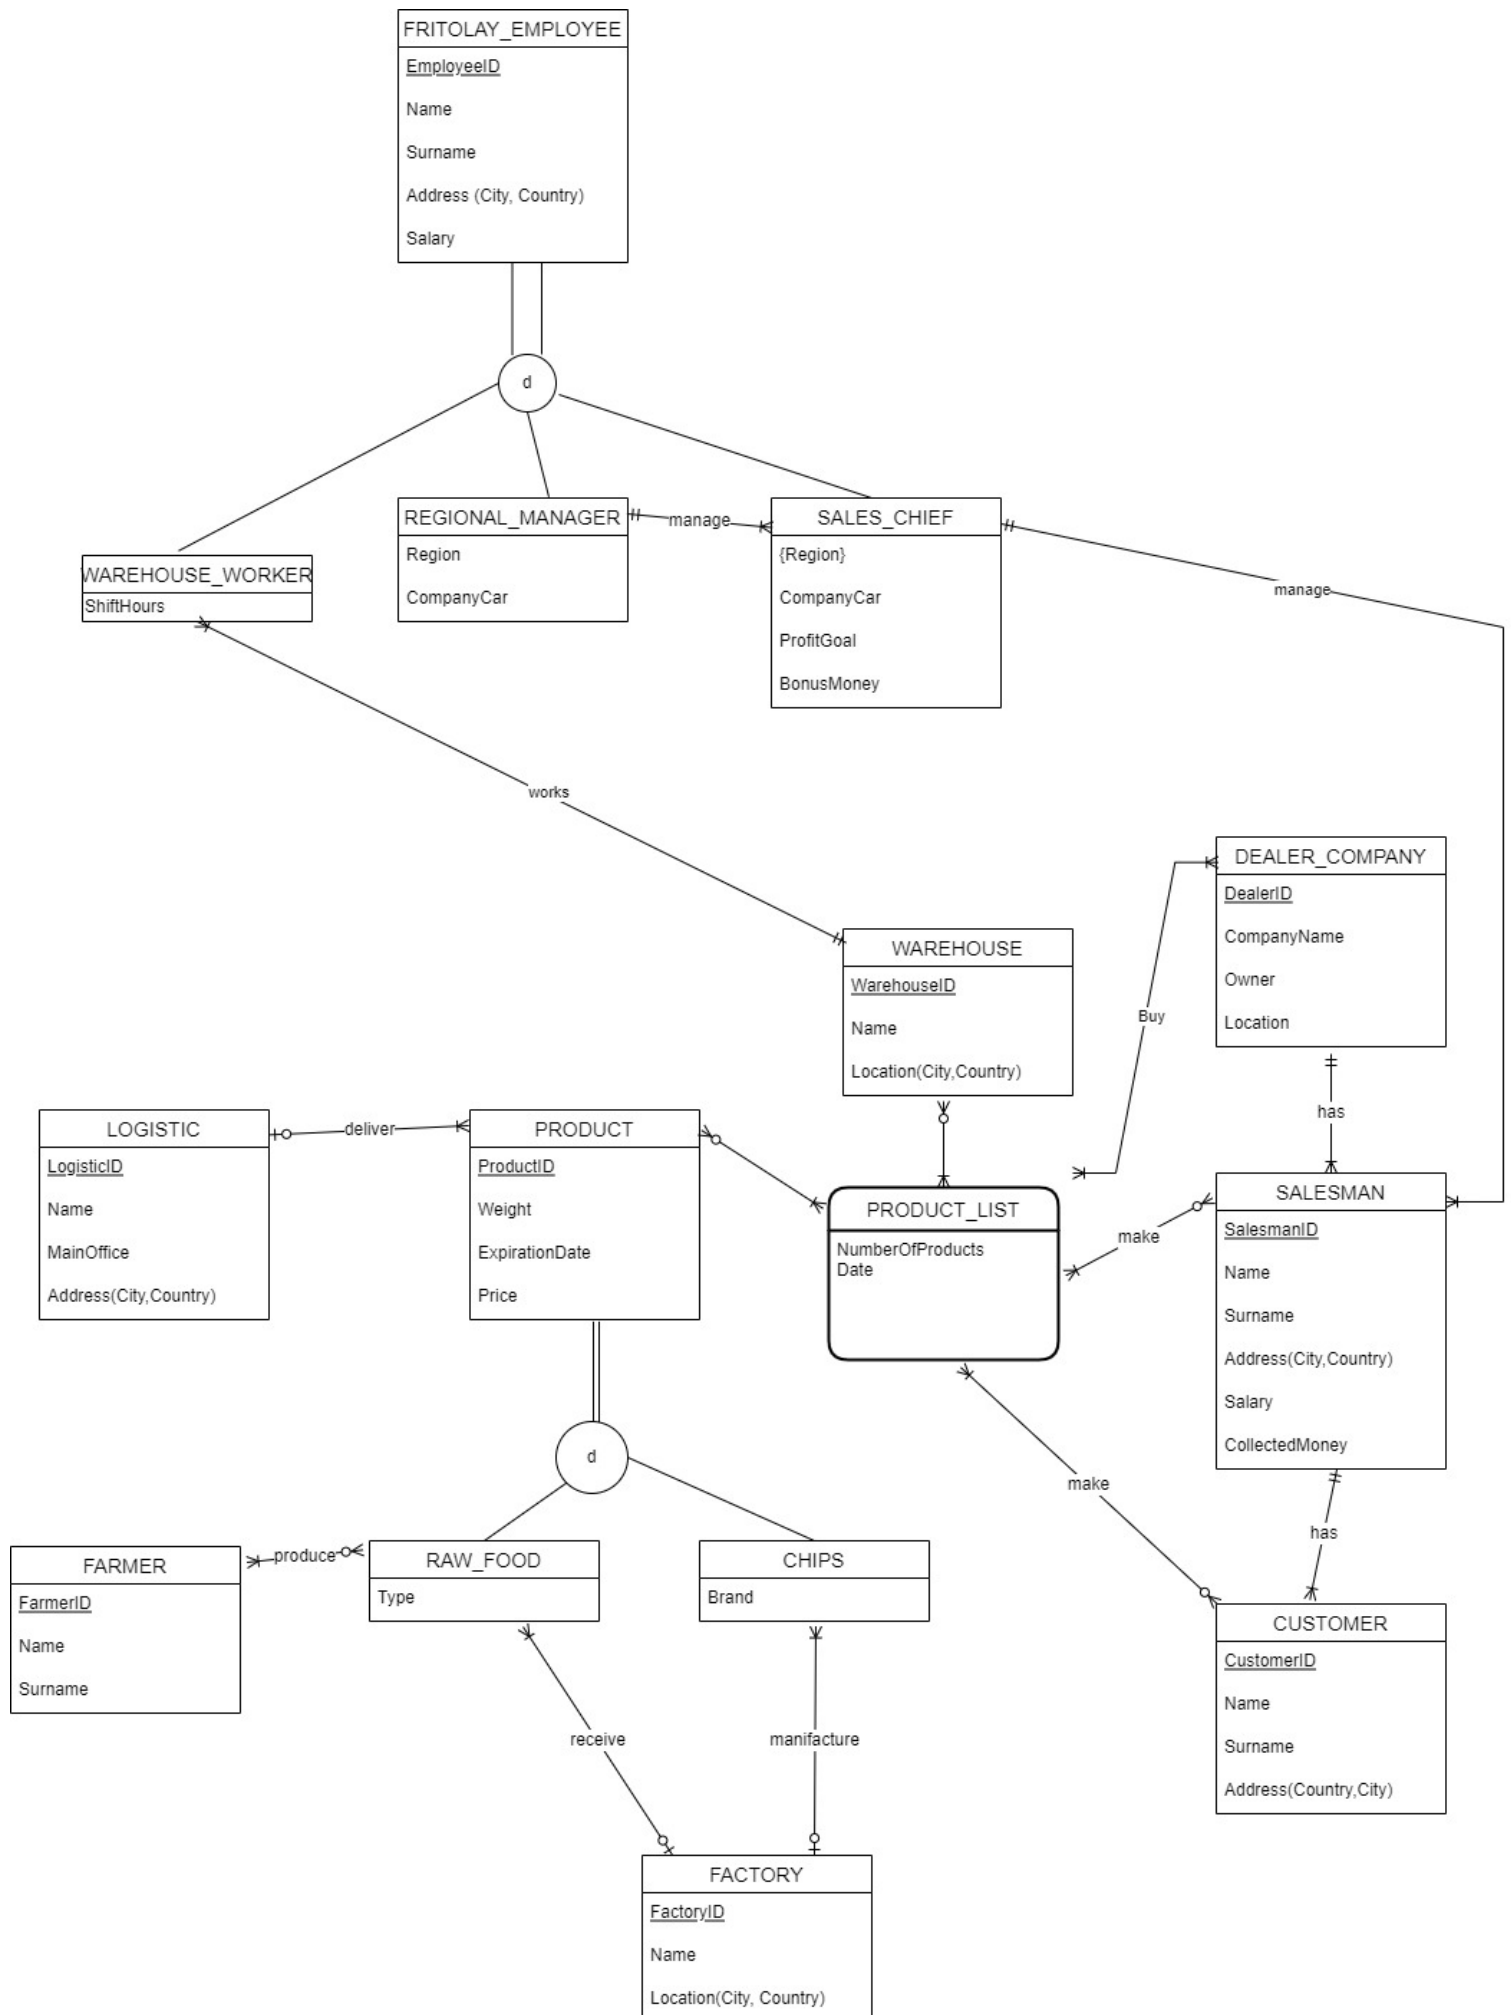 FRITOLAY_EMPLOYEE
EmployeeID
Name
Surname
Address (City, Country)
Salary
d
WAREHOUSE_WORKER
ShiftHours
REGIONAL_MANAGER
Region
CompanyCar
manage
SALES_CHIEF
{Region}
CompanyCar
ProfitGoal
BonusMoney
manage
works
DEALER_COMPANY
DealerID
CompanyName
Owner
Location
WAREHOUSE
WarehouseID
Name
Location(City,Country)
Buy
has
LOGISTIC
LogisticID
Name
MainOffice
Address(City,Country)
deliver
PRODUCT
ProductID
Weight
ExpirationDate
Price
PRODUCT_LIST
NumberOfProducts
Date
make
SALESMAN
SalesmanID
Name
Surname
Address(City,Country)
Salary
CollectedMoney
d
make
has
FARMER
FarmerID
Name
Surname
produce
RAW_FOOD
Type
CHIPS
Brand
CUSTOMER
CustomerID
Name
Surname
Address(Country,City)
receive
manifacture
FACTORY
FactoryID
Name
Location(City, Country)